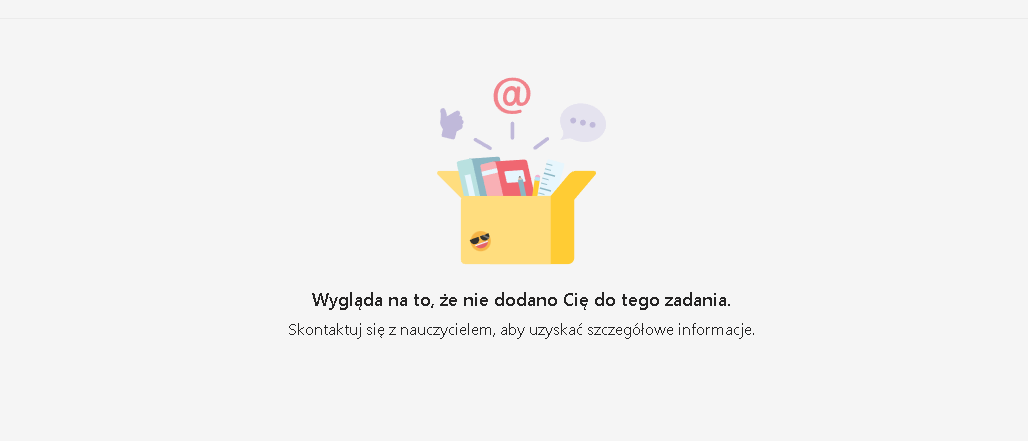 @
Wygląda na to, że nie dodano Cię do tego zadania.
Skontaktuj się z nauczycielem, aby uzyskać szczegółowe informacje.